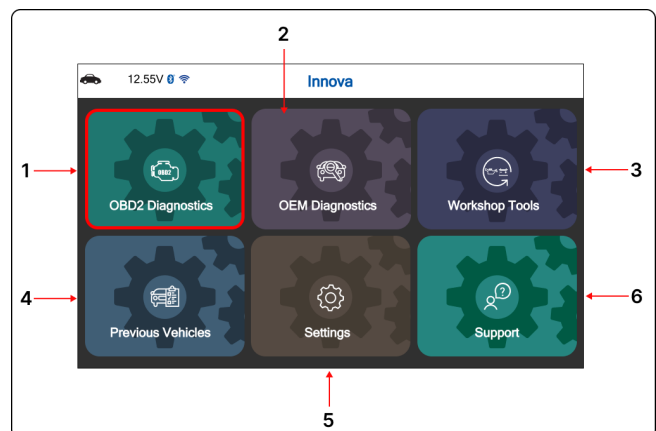 2
12.55V
Innova
1
OBD2
OBD2 Diagnostics
OEM Diagnostics
Workshop Tools
3
4
Previous Vehicles
Settings
Support
6
5